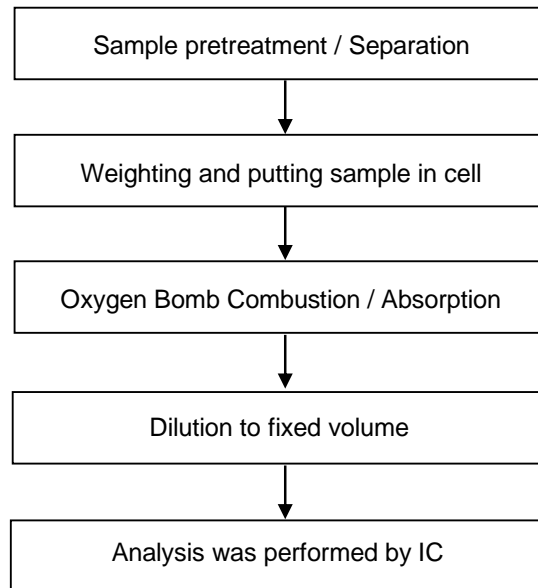 Sample pretreatment / Separation
Weighting and putting sample in cell
Oxygen Bomb Combustion / Absorption
Dilution to fixed volume
Analysis was performed by IC